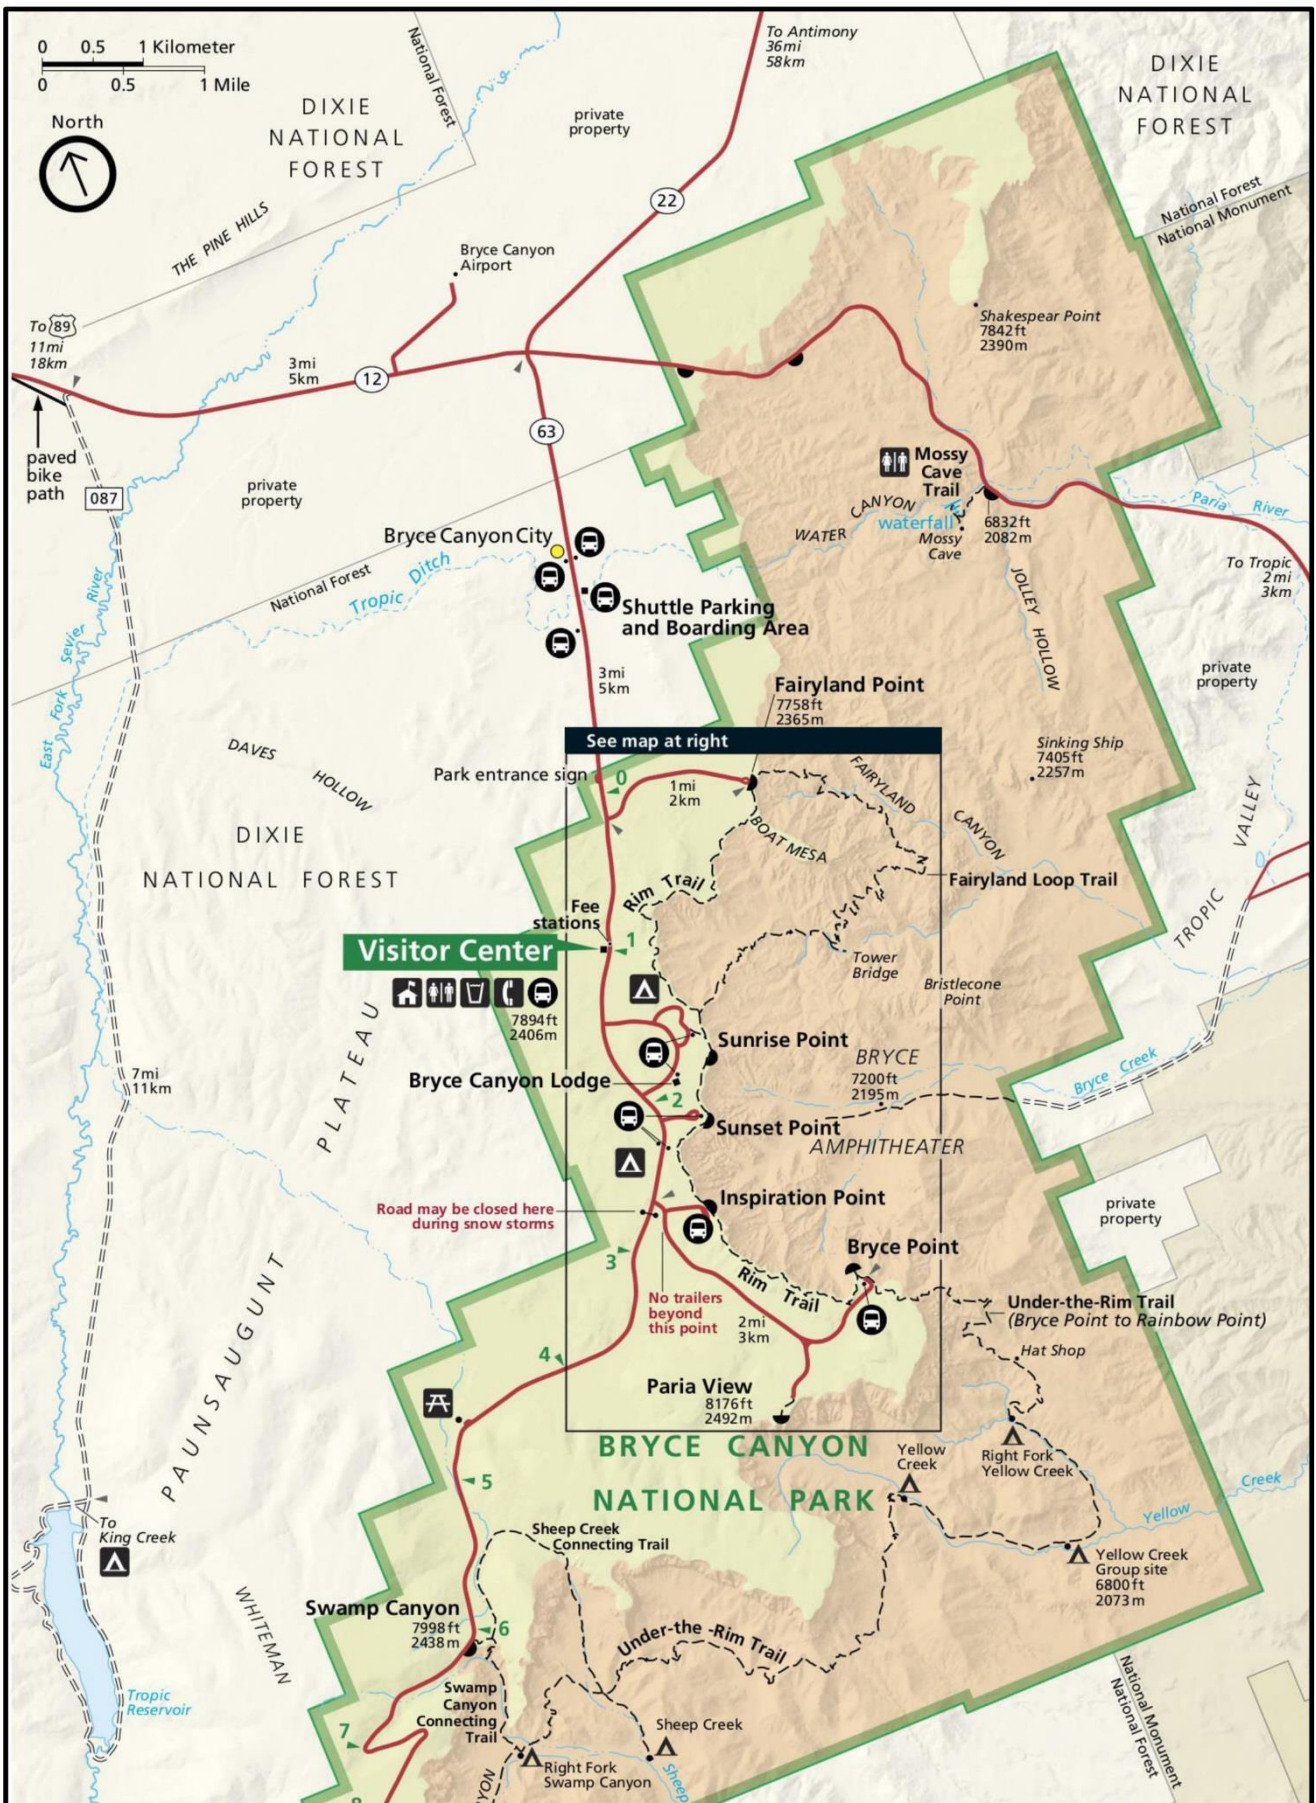 0 0.5 1 Kilometer
0 0.5 1 Mile
North
DIXIE
NATIONAL
FOREST
National Forest
private
property
To Antimony
36mi
58km
DIXIE
NATIONAL
FOREST
National Forest
National Monument
22
THE PINE HILLS
Bryce Canyon
Airport
To 89
11mi
18km
3mi
5km
12
Shakespear Point
7842ft
2390m
63
paved
bike
path
087
private
property
Mossy
Cave
Trail
WATER CANYON
waterfall
Mossy
Cave
6832ft
2082m
Paria River
To Tropic
2mi
3km
Bryce Canyon City
National Forest
Tropic Ditch
Shuttle Parking
and Boarding Area
JOLLEY HOLLOW
East Fork Sevier River
3mi
5km
private
property
Fairyland Point
7758ft
2365m
See map at right
Sinking Ship
7405ft
2257m
DAVES HOLLOW
Park entrance sign
0
1mi
2km
FAIRYLAND CANYON
BOAT MESA
TROPIC VALLEY
DIXIE
NATIONAL FOREST
Rim Trail
Fairyland Loop Trail
Fee
stations
Visitor Center
1
7894ft
2406m
Tower
Bridge
Bristlecone
Point
PAUNSAUGUNT PLATEAU
Sunrise Point
BRYCE
7200ft
2195m
AMPHITHEATER
Bryce Creek
7mi
11km
Bryce Canyon Lodge
2
Sunset Point
Road may be closed here
during snow storms
Inspiration Point
private
property
3
Bryce Point
No trailers
beyond
this point
Rim Trail
2mi
3km
Under-the-Rim Trail
(Bryce Point to Rainbow Point)
Hat Shop
4
Paria View
8176ft
2492m
BRYCE CANYON
NATIONAL PARK
Yellow
Creek
Right Fork
Yellow Creek
5
Yellow Creek
To
King Creek
Sheep Creek
Connecting Trail
Yellow Creek
Group site
6800ft
2073m
WHITEMAN
Swamp Canyon
7998ft
2438m
6
Under-the-Rim Trail
Tropic
Reservoir
Swamp
Canyon
Connecting
Trail
National Monument
National Forest
7
Sheep Creek
Right Fork
Swamp Canyon
Sheep
YON
8